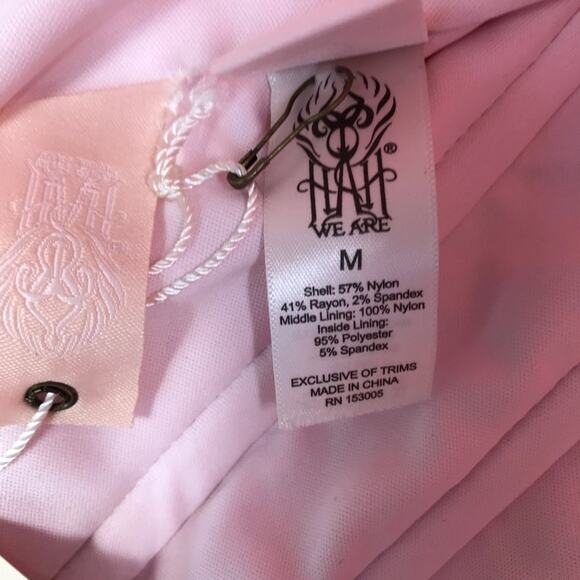 HAH
HAH
®
WE ARE
M
Shell: 57% Nylon
41% Rayon, 2% Spandex
Middle Lining: 100% Nylon
Inside Lining:
95% Polyester
5% Spandex
EXCLUSIVE OF TRIMS
MADE IN CHINA
RN 153005